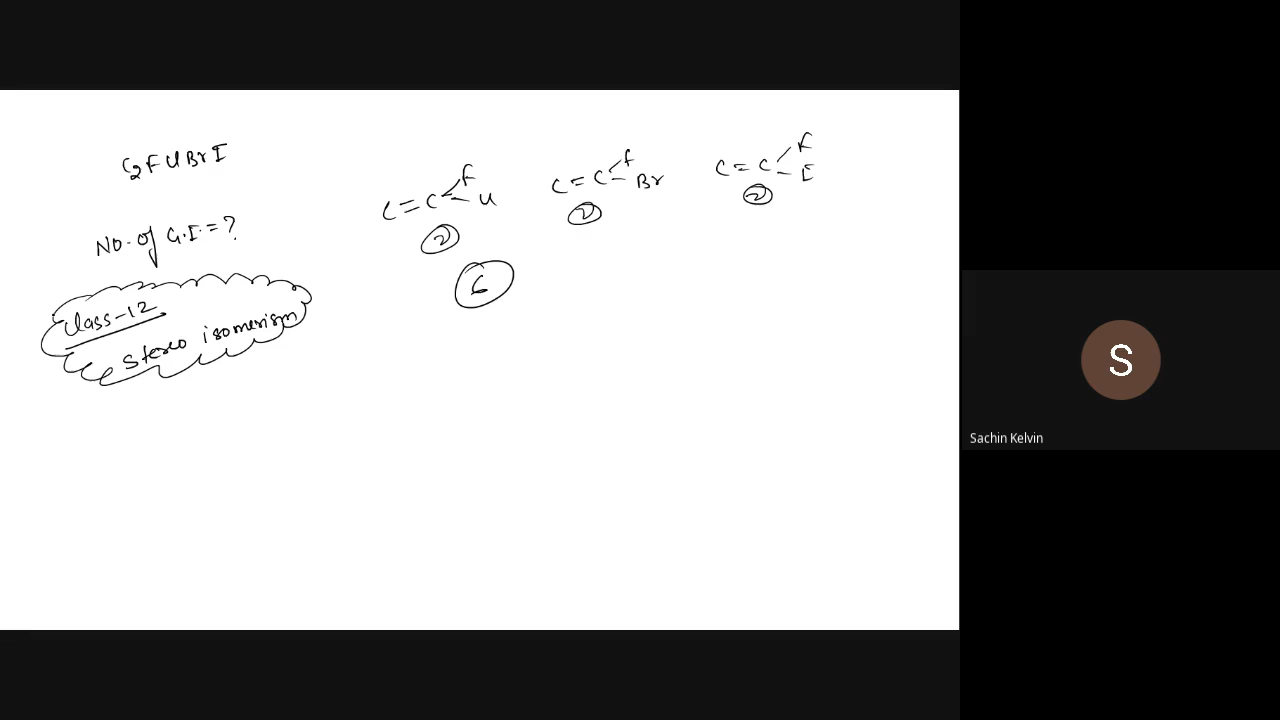 C2FClBrI
No. of G.I. = ?
Class-12
Stereo isomerism
F
C=C
Cl
2
F
C=C
Br
2
F
C=C
I
2
6
S
Sachin Kelvin